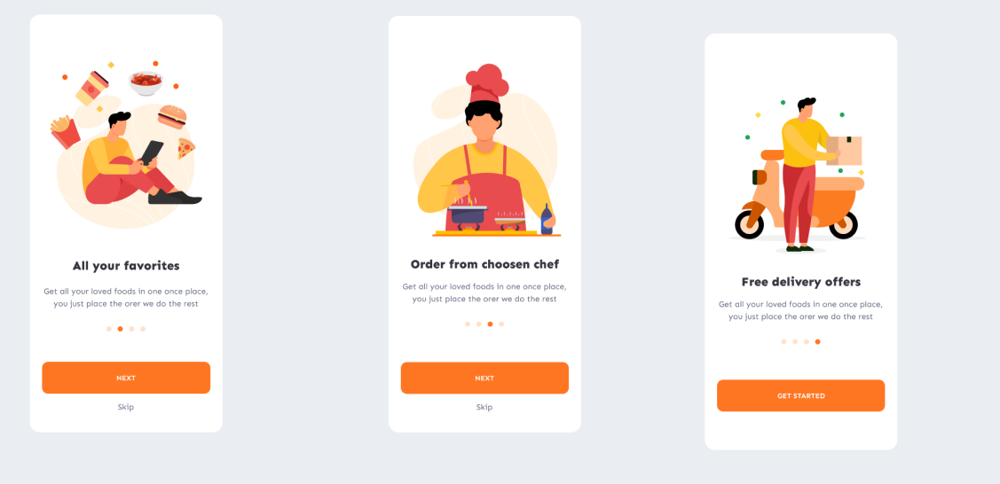 All your favorites
Get all your loved foods in one once place,
you just place the orer we do the rest
NEXT
Skip
Order from choosen chef
Get all your loved foods in one once place,
you just place the orer we do the rest
NEXT
Skip
Free delivery offers
Get all your loved foods in one once place,
you just place the orer we do the rest
GET STARTED